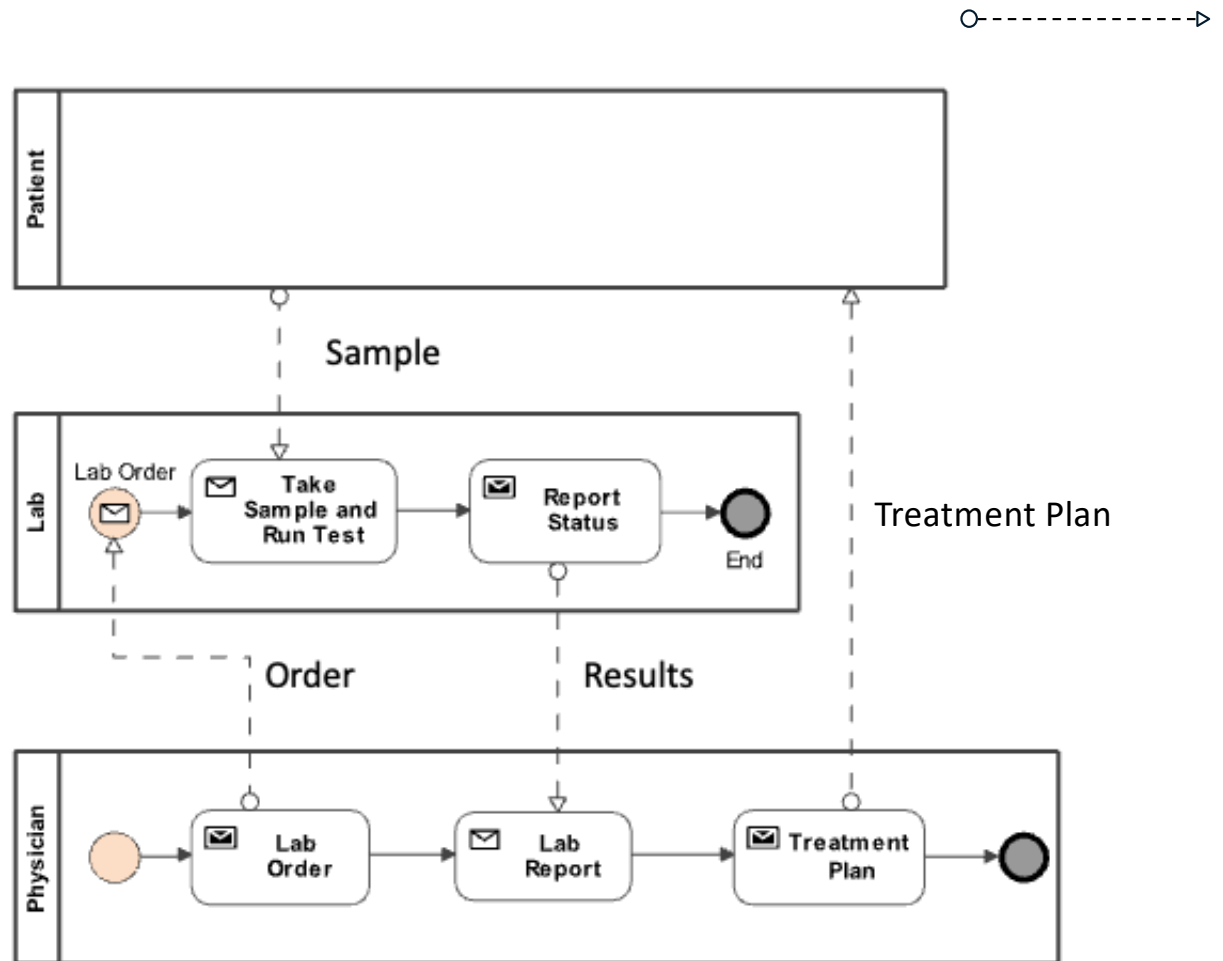 Patient
Sample
Lab
Lab Order
Take
Sample and
Run Test
Report
Status
End
Treatment Plan
Order
Results
Physician
Lab
Order
Lab
Report
Treatment
Plan